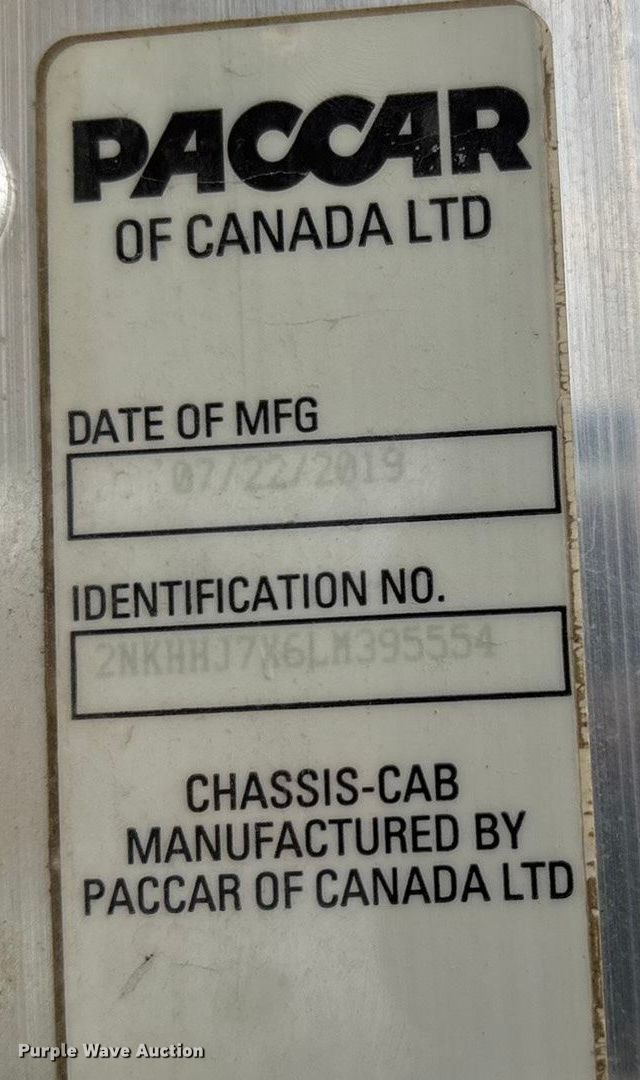 PACCAR
OF CANADA LTD
DATE OF MFG
07/22/2019
IDENTIFICATION NO.
2NKHHJ7X6LM395554
CHASSIS-CAB
MANUFACTURED BY
PACCAR OF CANADA LTD
Purple Wave Auction